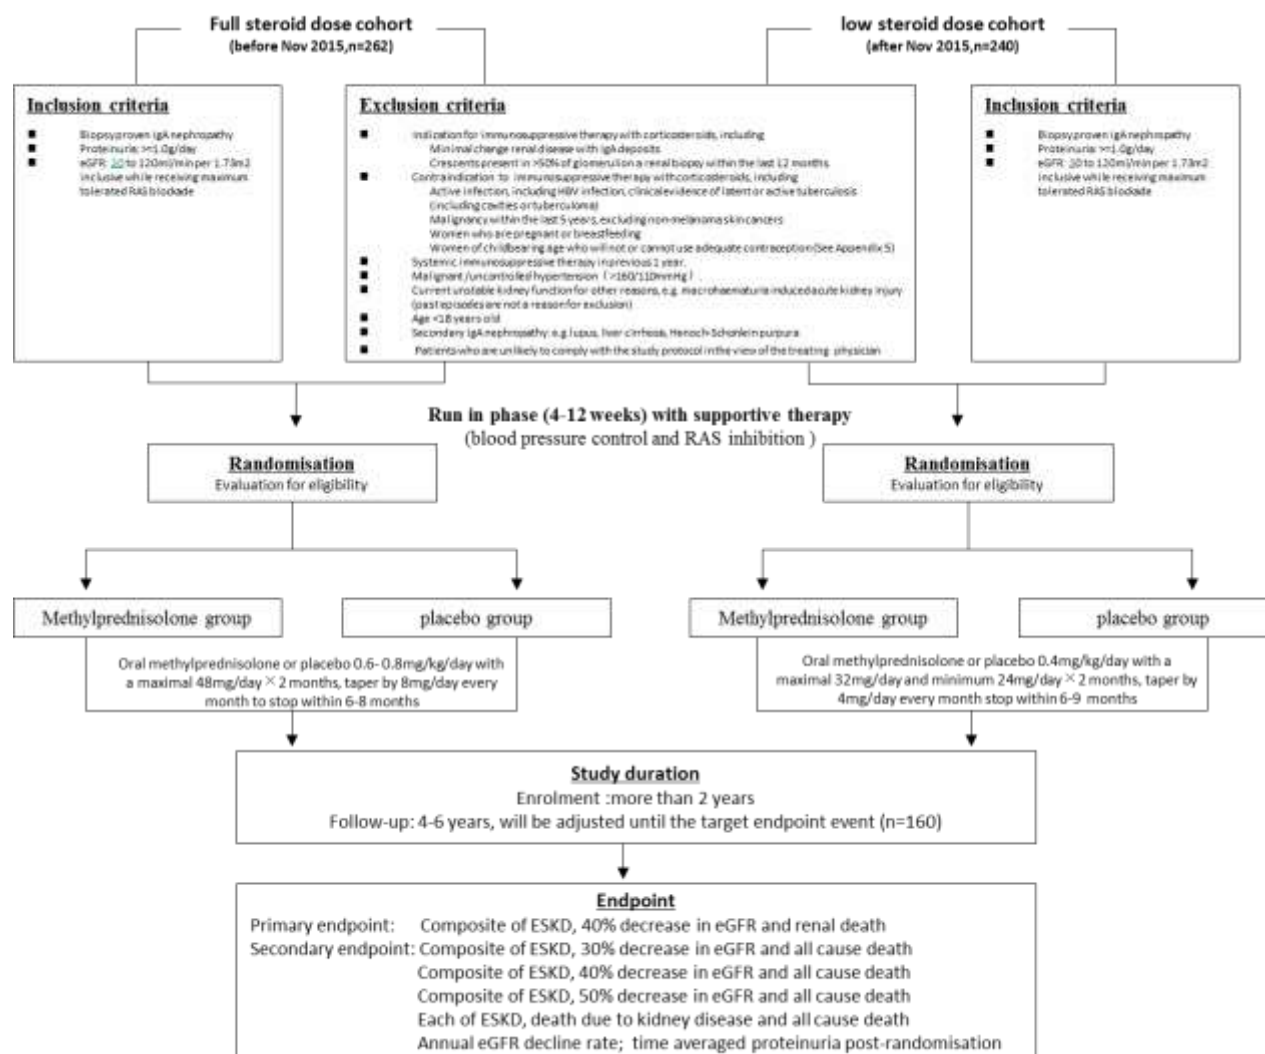 Full steroid dose cohort
(before Nov 2015,n=262)
low steroid dose cohort
(after Nov 2015,n=240)
Inclusion criteria
Biopsy proven IgA nephropathy
Proteinuria: >=1.0g/day
eGFR: 20 to 120ml/min per 1.73m2
inclusive while receiving maximum
tolerated RAS blockade
Exclusion criteria
Indication for immunosuppressive therapy with corticosteroids, including
Minimal change renal disease with IgA deposits
Crescents present in >50% of glomeruli on a renal biopsy within the last 12 months.
Contraindication to immunosuppressive therapy with corticosteroids, including
Active infection, including HBV infection, clinical evidence of latent or active tuberculosis
(including cavities or tuberculoma)
Malignancy within the last 5 years, excluding non-melanoma skin cancers
Women who are pregnant or breastfeeding
Women of childbearing age who will not or cannot use adequate contraception (See Appendix 5)
Systemic immunosuppressive therapy in previous 1 year.
Malignant /uncontrolled hypertension (>160/110mmHg) .
Current unstable kidney function for other reasons, e.g. macrohaematuria induced acute kidney injury
(past episodes are not a reason for exclusion)
Age <18 years old
Secondary IgA nephropathy: e.g. lupus, liver cirrhosis, Henoch-Schonlein purpura
Patients who are unlikely to comply with the study protocol in the view of the treating physician
Inclusion criteria
Biopsy proven IgA nephropathy
Proteinuria: >=1.0g/day
eGFR: to 120ml/min per 1.73m2
inclusive while receiving maximum
tolerated RAS blockade
Run in phase (4-12 weeks) with supportive therapy
(blood pressure control and RAS inhibition )
Randomisation
Evaluation for eligibility
Randomisation
Evaluation for eligibility
Methylprednisolone group
placebo group
Methylprednisolone group
placebo group
Oral methylprednisolone or placebo 0.6- 0.8mg/kg/day with
a maximal 48mg/day × 2 months, taper by 8mg/day every
month to stop within 6-8 months
Oral methylprednisolone or placebo 0.4mg/kg/day with a
maximal 32mg/day and minimum 24mg/day × 2 months, taper by
4mg/day every month stop within 6-9 months
Study duration
Enrolment :more than 2 years
Follow-up: 4-6 years, will be adjusted until the target endpoint event (n=160)
Endpoint
Primary endpoint: Composite of ESKD, 40% decrease in eGFR and renal death
Secondary endpoint: Composite of ESKD, 30% decrease in eGFR and all cause death
Composite of ESKD, 40% decrease in eGFR and all cause death
Composite of ESKD, 50% decrease in eGFR and all cause death
Each of ESKD, death due to kidney disease and all cause death
Annual eGFR decline rate; time averaged proteinuria post-randomisation